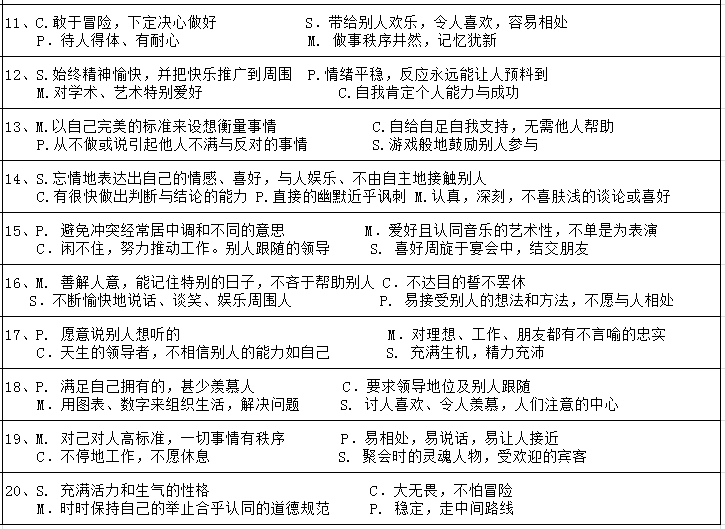 11、C.敢于冒险，下定决心做好 S．带给别人欢乐，令人喜欢，容易相处
P．待人得体、有耐心 M. 做事秩序井然，记忆犹新
12、S.始终精神愉快，并把快乐推广到周围 P.情绪平稳，反应永远能让人预料到
M.对学术、艺术特别爱好 C.自我肯定个人能力与成功
13、M.以自己完美的标准来设想衡量事情 C.自给自足自我支持，无需他人帮助
P.从不做或说引起他人不满与反对的事情 S.游戏般地鼓励别人参与
14、S.忘情地表达出自己的情感、喜好，与人娱乐、不由自主地接触别人
C.有很快做出判断与结论的能力 P.直接的幽默近乎讽刺 M.认真，深刻，不喜肤浅的谈论或喜好
15、P. 避免冲突经常居中调和不同的意思 M．爱好且认同音乐的艺术性，不单是为表演
C．闲不住，努力推动工作。别人跟随的领导 S. 喜好周旋于宴会中，结交朋友
16、M. 善解人意，能记住特别的日子，不吝于帮助别人 C．不达目的誓不罢休
S．不断愉快地说话、谈笑、娱乐周围人 P. 易接受别人的想法和方法，不愿与人相处
17、P. 愿意说别人想听的 M．对理想、工作、朋友都有不言喻的忠实
C．天生的领导者，不相信别人的能力如自己 S. 充满生机，精力充沛
18、P. 满足自己拥有的，甚少羡慕人 C．要求领导地位及别人跟随
M．用图表、数字来组织生活，解决问题 S. 讨人喜欢、令人羡慕，人们注意的中心
19、M. 对己对人高标准，一切事情有秩序 P．易相处，易说话，易让人接近
C．不停地工作，不愿休息 S. 聚会时的灵魂人物，受欢迎的宾客
20、S. 充满活力和生气的性格 C．大无畏，不怕冒险
M．时时保持自己的举止合乎认同的道德规范 P. 稳定，走中间路线